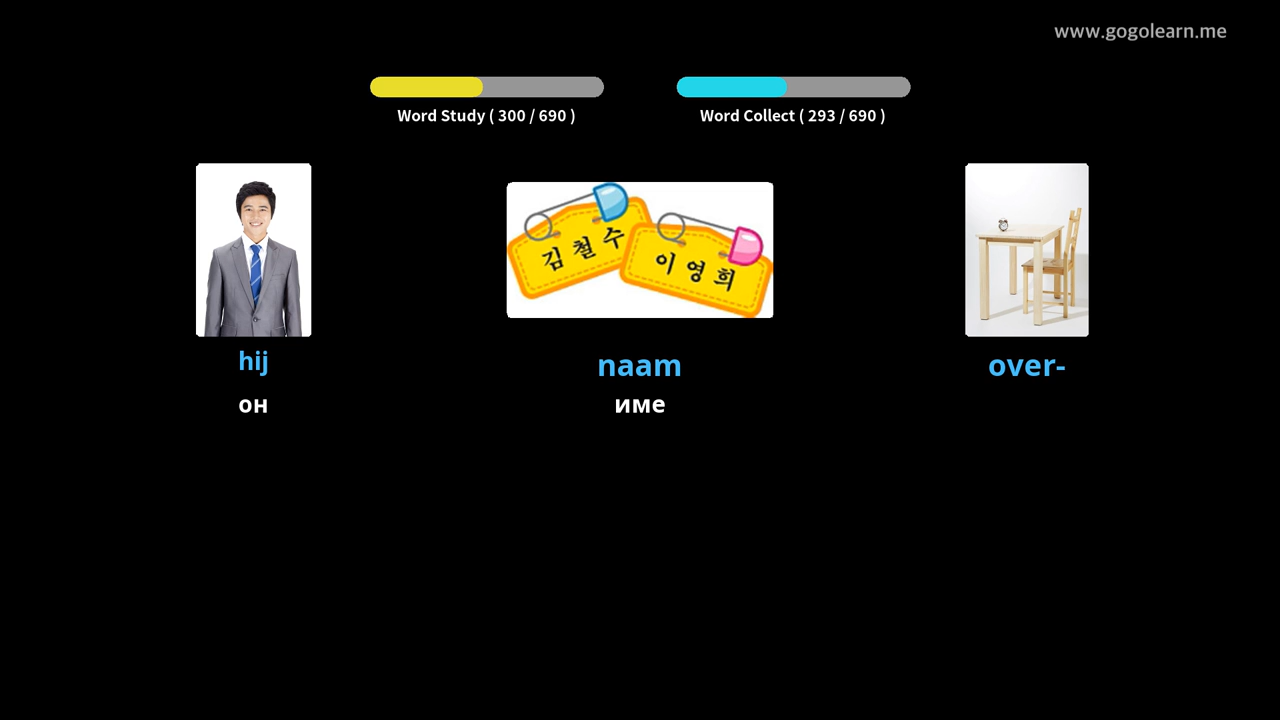 www.gogolearn.me
Word Study ( 300 / 690 )
Word Collect ( 293 / 690 )
김철수
이영희
hij
naam
over-
он
име